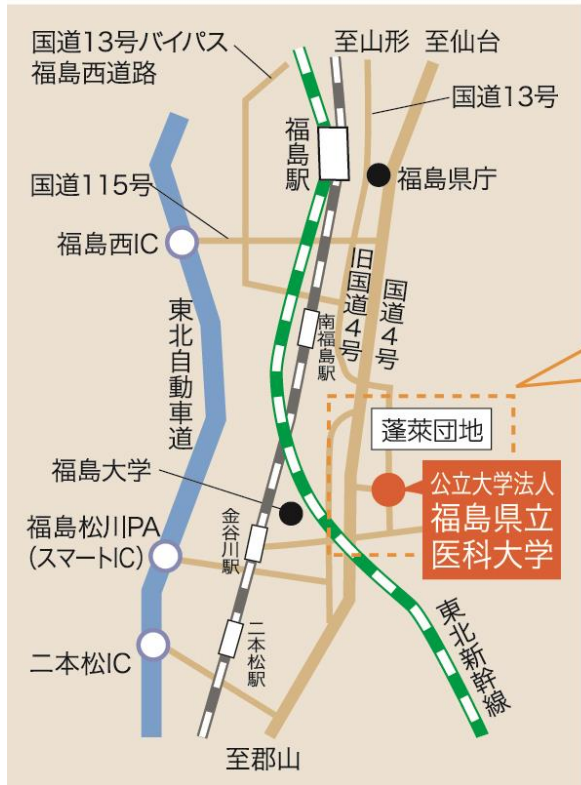 国道13号バイパス
福島西道路
至山形
至仙台
国道13号
福島駅
福島県庁
国道115号
福島西IC
東北自動車道
南福島駅
旧国道4号
国道4号
蓬萊団地
福島大学
公立大学法人
福島県立
医科大学
福島松川PA
(スマートIC)
金谷川駅
二本松IC
二本松駅
東北新幹線
至郡山